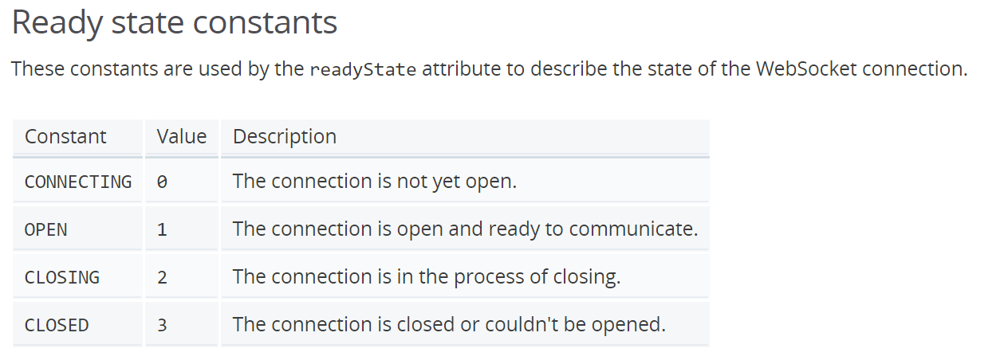 Ready state constants
These constants are used by the readyState attribute to describe the state of the WebSocket connection.
Constant Value Description
CONNECTING 0 The connection is not yet open.
OPEN 1 The connection is open and ready to communicate.
CLOSING 2 The connection is in the process of closing.
CLOSED 3 The connection is closed or couldn't be opened.